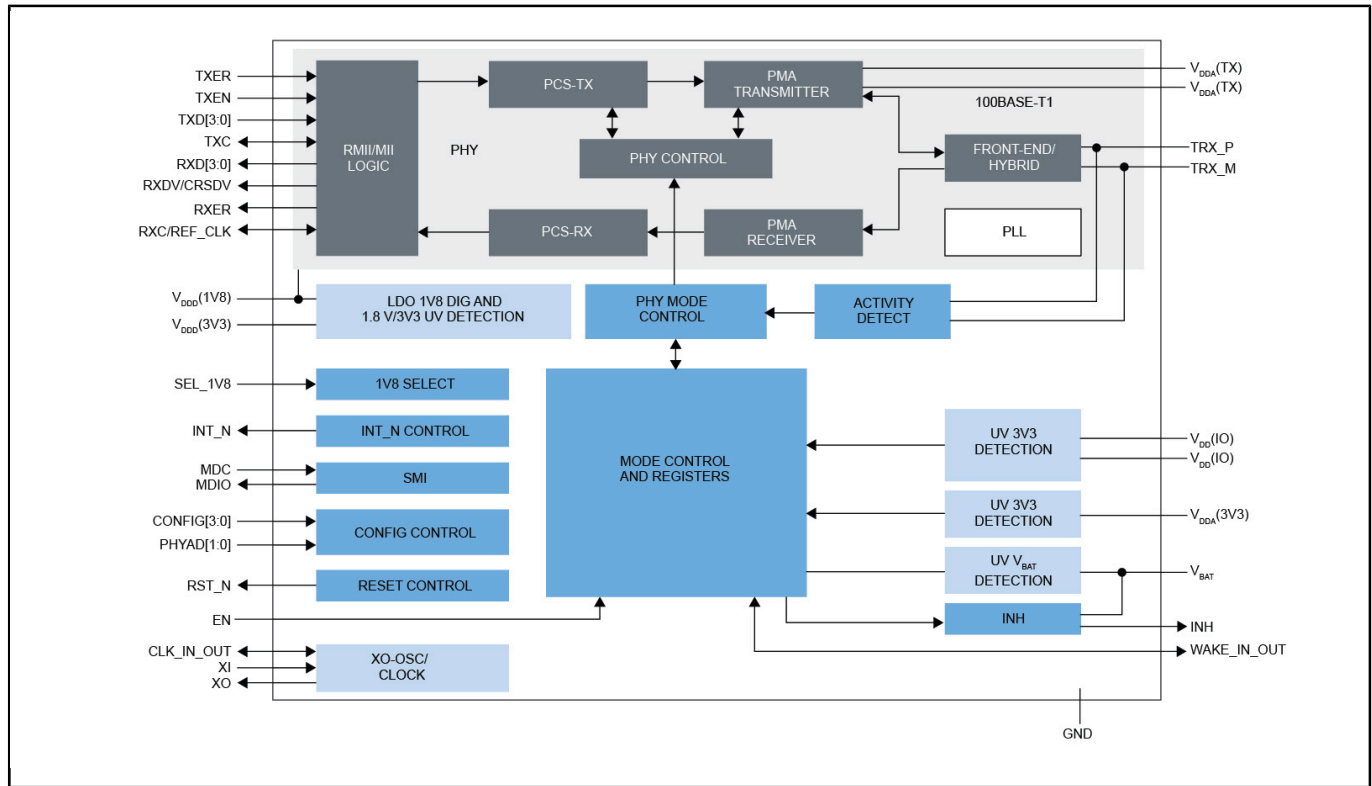 TXER
TXEN
TXD[3:0]
TXC
RXD[3:0]
RXDV/CRSDV
RXER
RXC/REF_CLK
RMII/MII
LOGIC
PHY
PCS-TX
PMA
TRANSMITTER
PHY CONTROL
PCS-RX
PMA
RECEIVER
100BASE-T1
FRONT-END/
HYBRID
PLL
VDDA(TX)
VDDA(TX)
TRX_P
TRX_M
VDDD(1V8)
VDDD(3V3)
LDO 1V8 DIG AND
1.8 V/3V3 UV DETECTION
PHY MODE
CONTROL
ACTIVITY
DETECT
SEL_1V8
1V8 SELECT
INT_N
INT_N CONTROL
MDC
MDIO
SMI
CONFIG[3:0]
PHYAD[1:0]
CONFIG CONTROL
RST_N
RESET CONTROL
EN
CLK_IN_OUT
XI
XO
XO-OSC/
CLOCK
MODE CONTROL
AND REGISTERS
UV 3V3
DETECTION
VDD(IO)
VDD(IO)
UV 3V3
DETECTION
VDDA(3V3)
UV VBAT
DETECTION
VBAT
INH
INH
WAKE_IN_OUT
GND